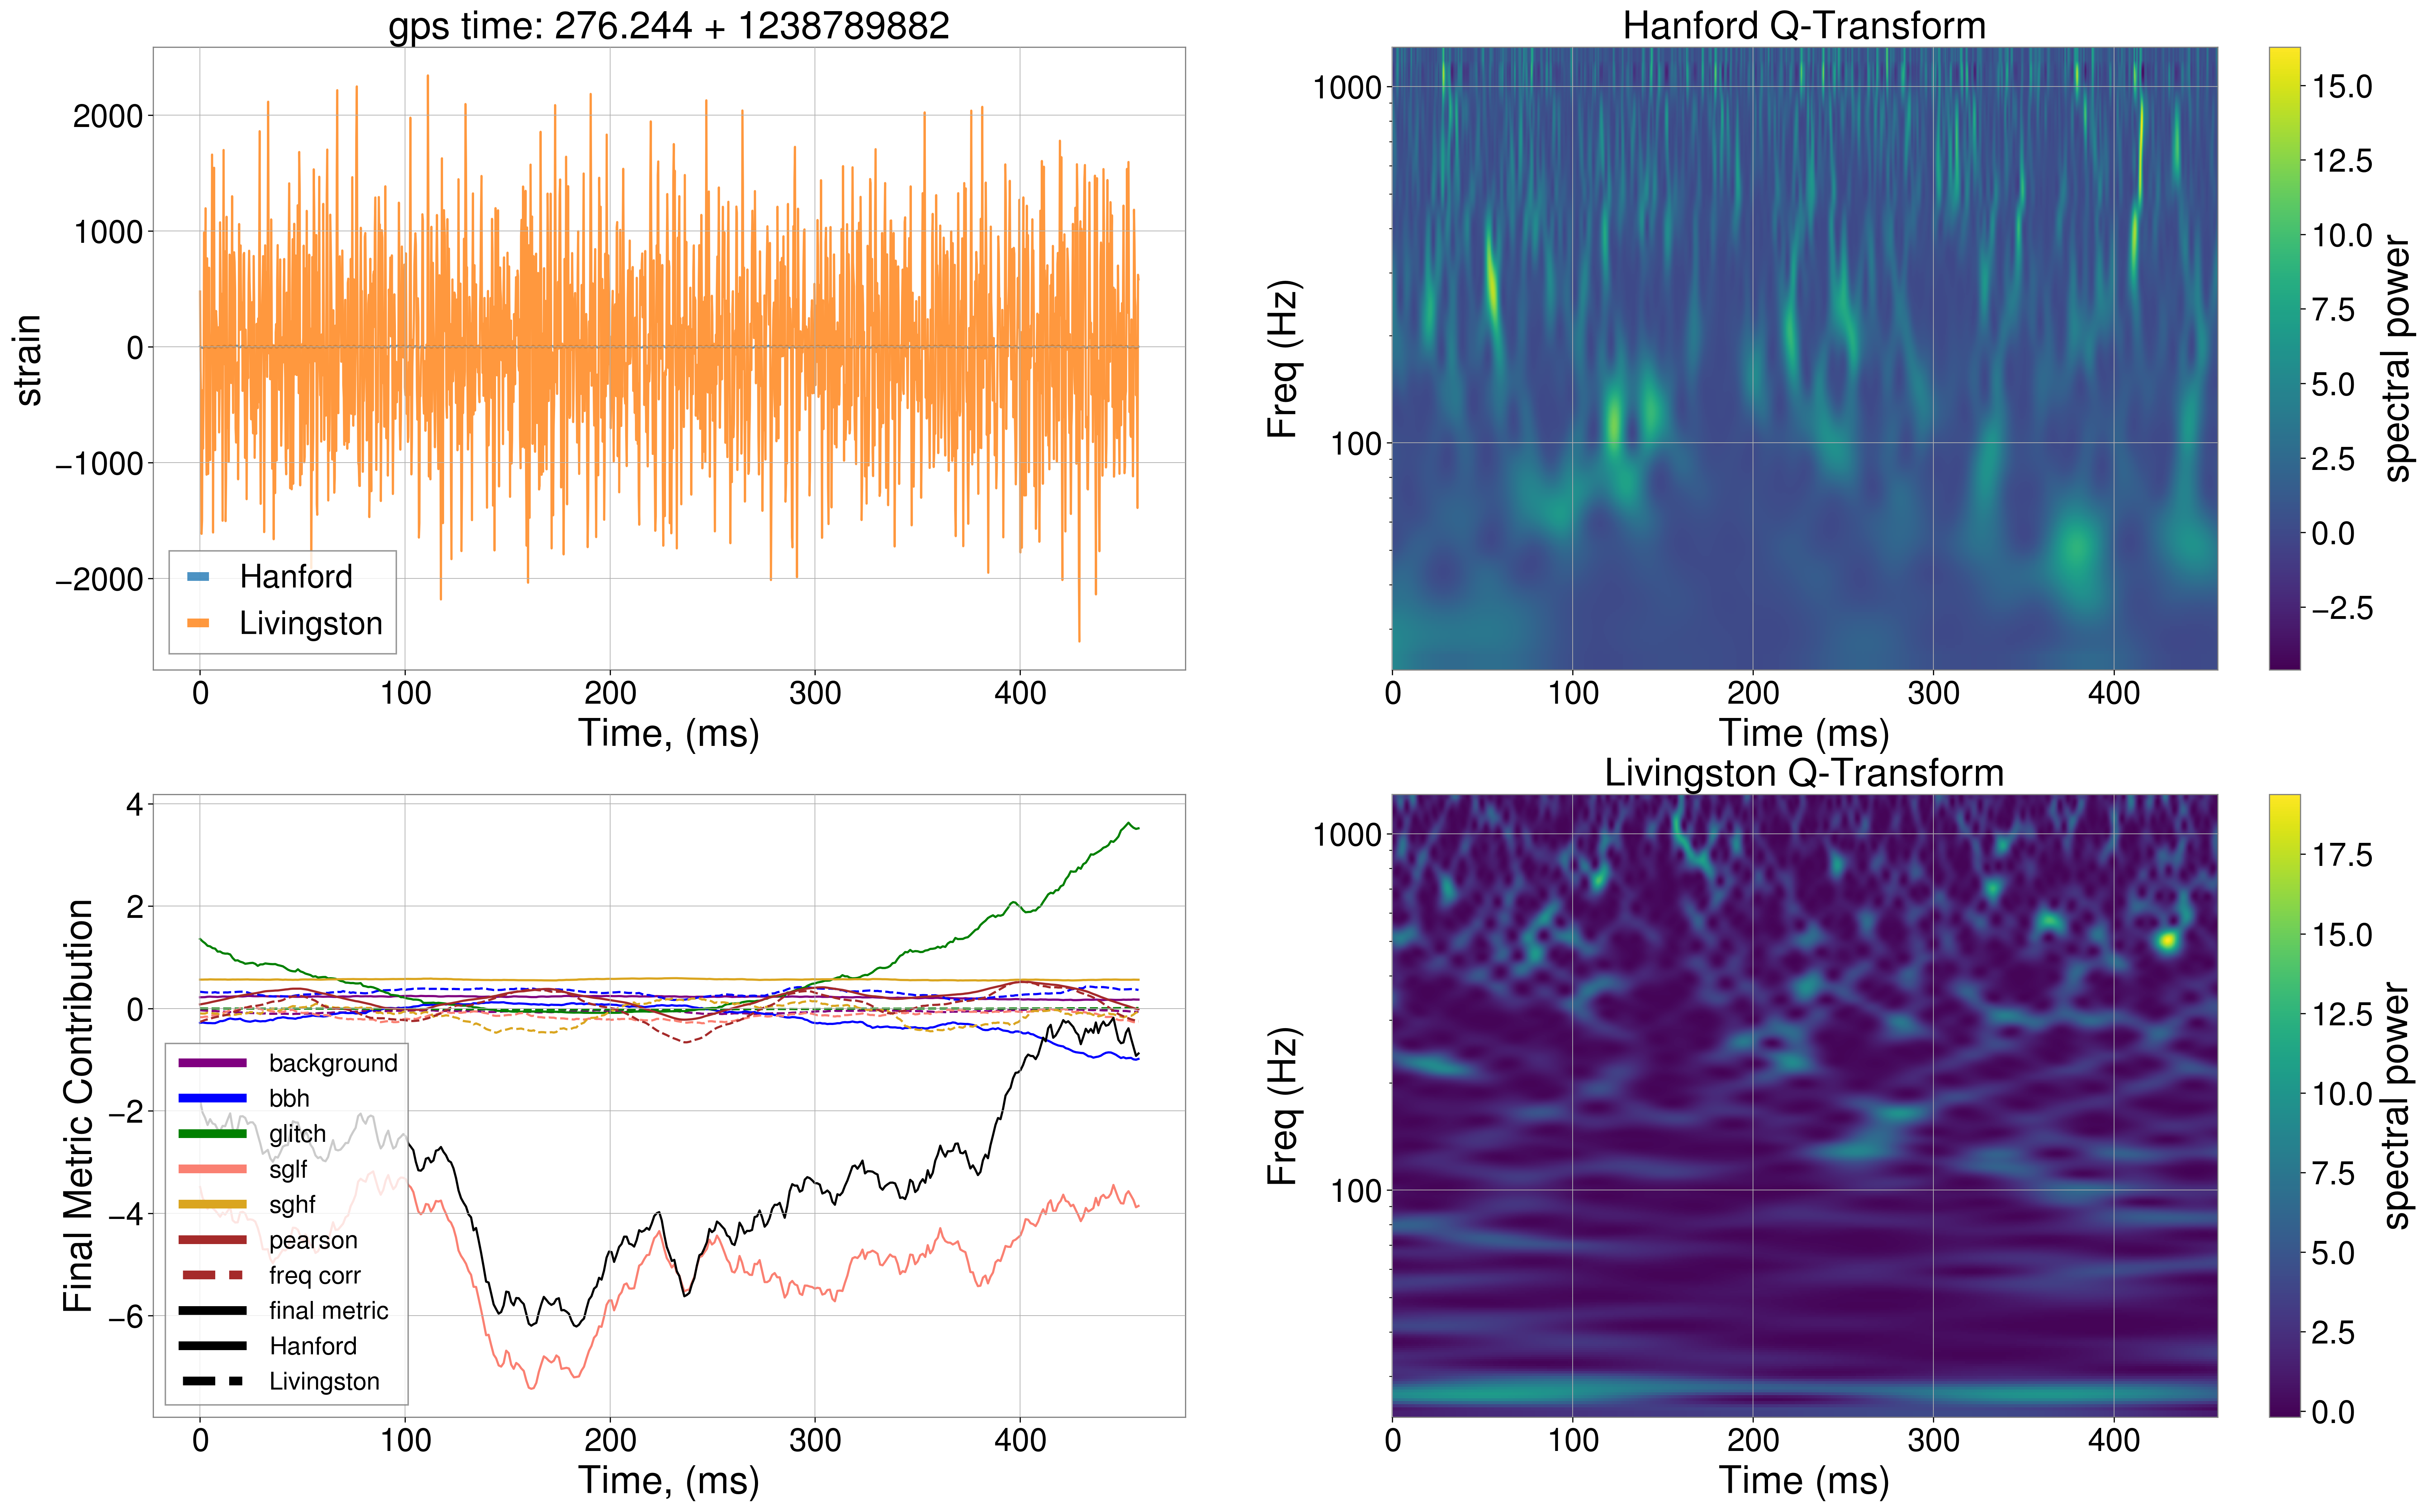 gps time: 276.244 + 1238789882
strain
2000
1000
0
−1000
−2000
Hanford
Livingston
0 100 200 300 400
Time, (ms)
Hanford Q-Transform
Freq (Hz)
1000
100
0 100 200 300 400
Time (ms)
15.0
12.5
10.0
7.5
5.0
2.5
0.0
−2.5
spectral power
Final Metric Contribution
4
2
0
−2
−4
−6
background
bbh
glitch
sglf
sghf
pearson
freq corr
final metric
Hanford
Livingston
0 100 200 300 400
Time, (ms)
Livingston Q-Transform
Freq (Hz)
1000
100
0 100 200 300 400
Time (ms)
17.5
15.0
12.5
10.0
7.5
5.0
2.5
0.0
spectral power